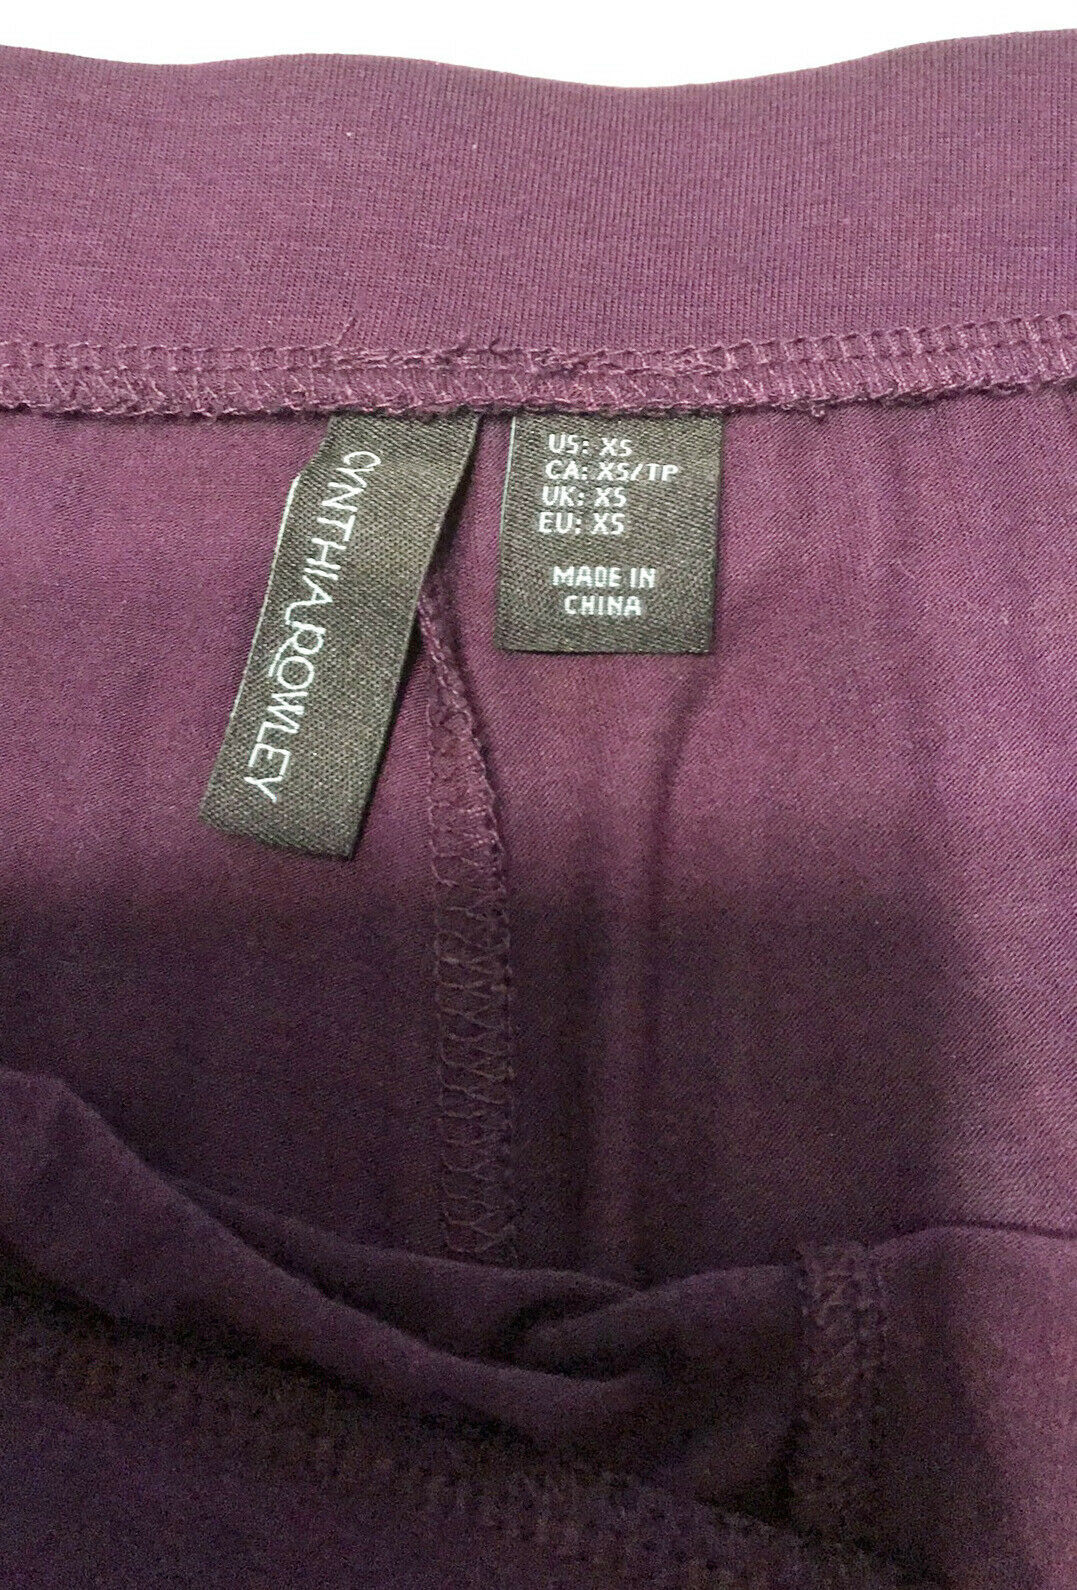 CYNTHIA ROWLEY
US: XS
CA: XS/TP
UK: XS
EU: XS
MADE IN
CHINA